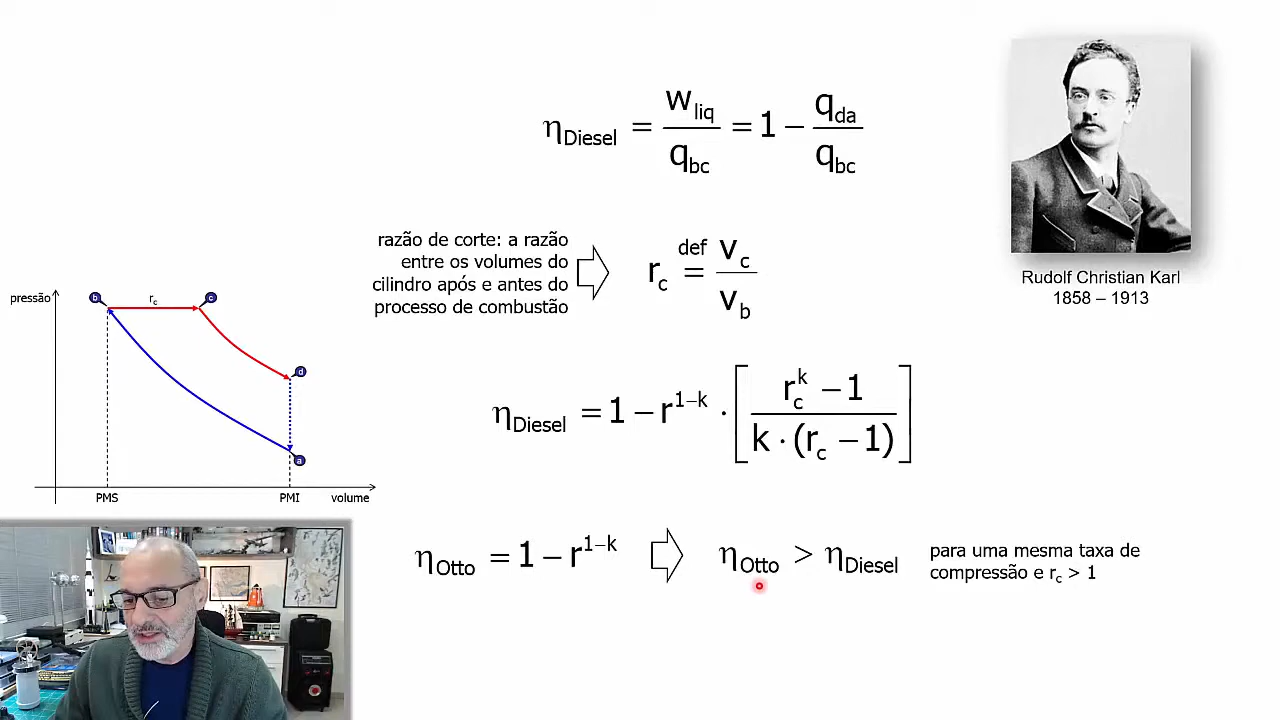 η_Diesel = w_liq / q_bc = 1 − q_da / q_bc
razão de corte: a razão
entre os volumes do
cilindro após e antes do
processo de combustão
r_c =^def v_c / v_b
Rudolf Christian Karl
1858 – 1913
pressão
b
r_c
c
d
a
PMS
PMI
volume
η_Diesel = 1 − r^(1−k) · [ (r_c^k − 1) / (k · (r_c − 1)) ]
η_Otto = 1 − r^(1−k)
η_Otto > η_Diesel
para uma mesma taxa de
compressão e r_c > 1